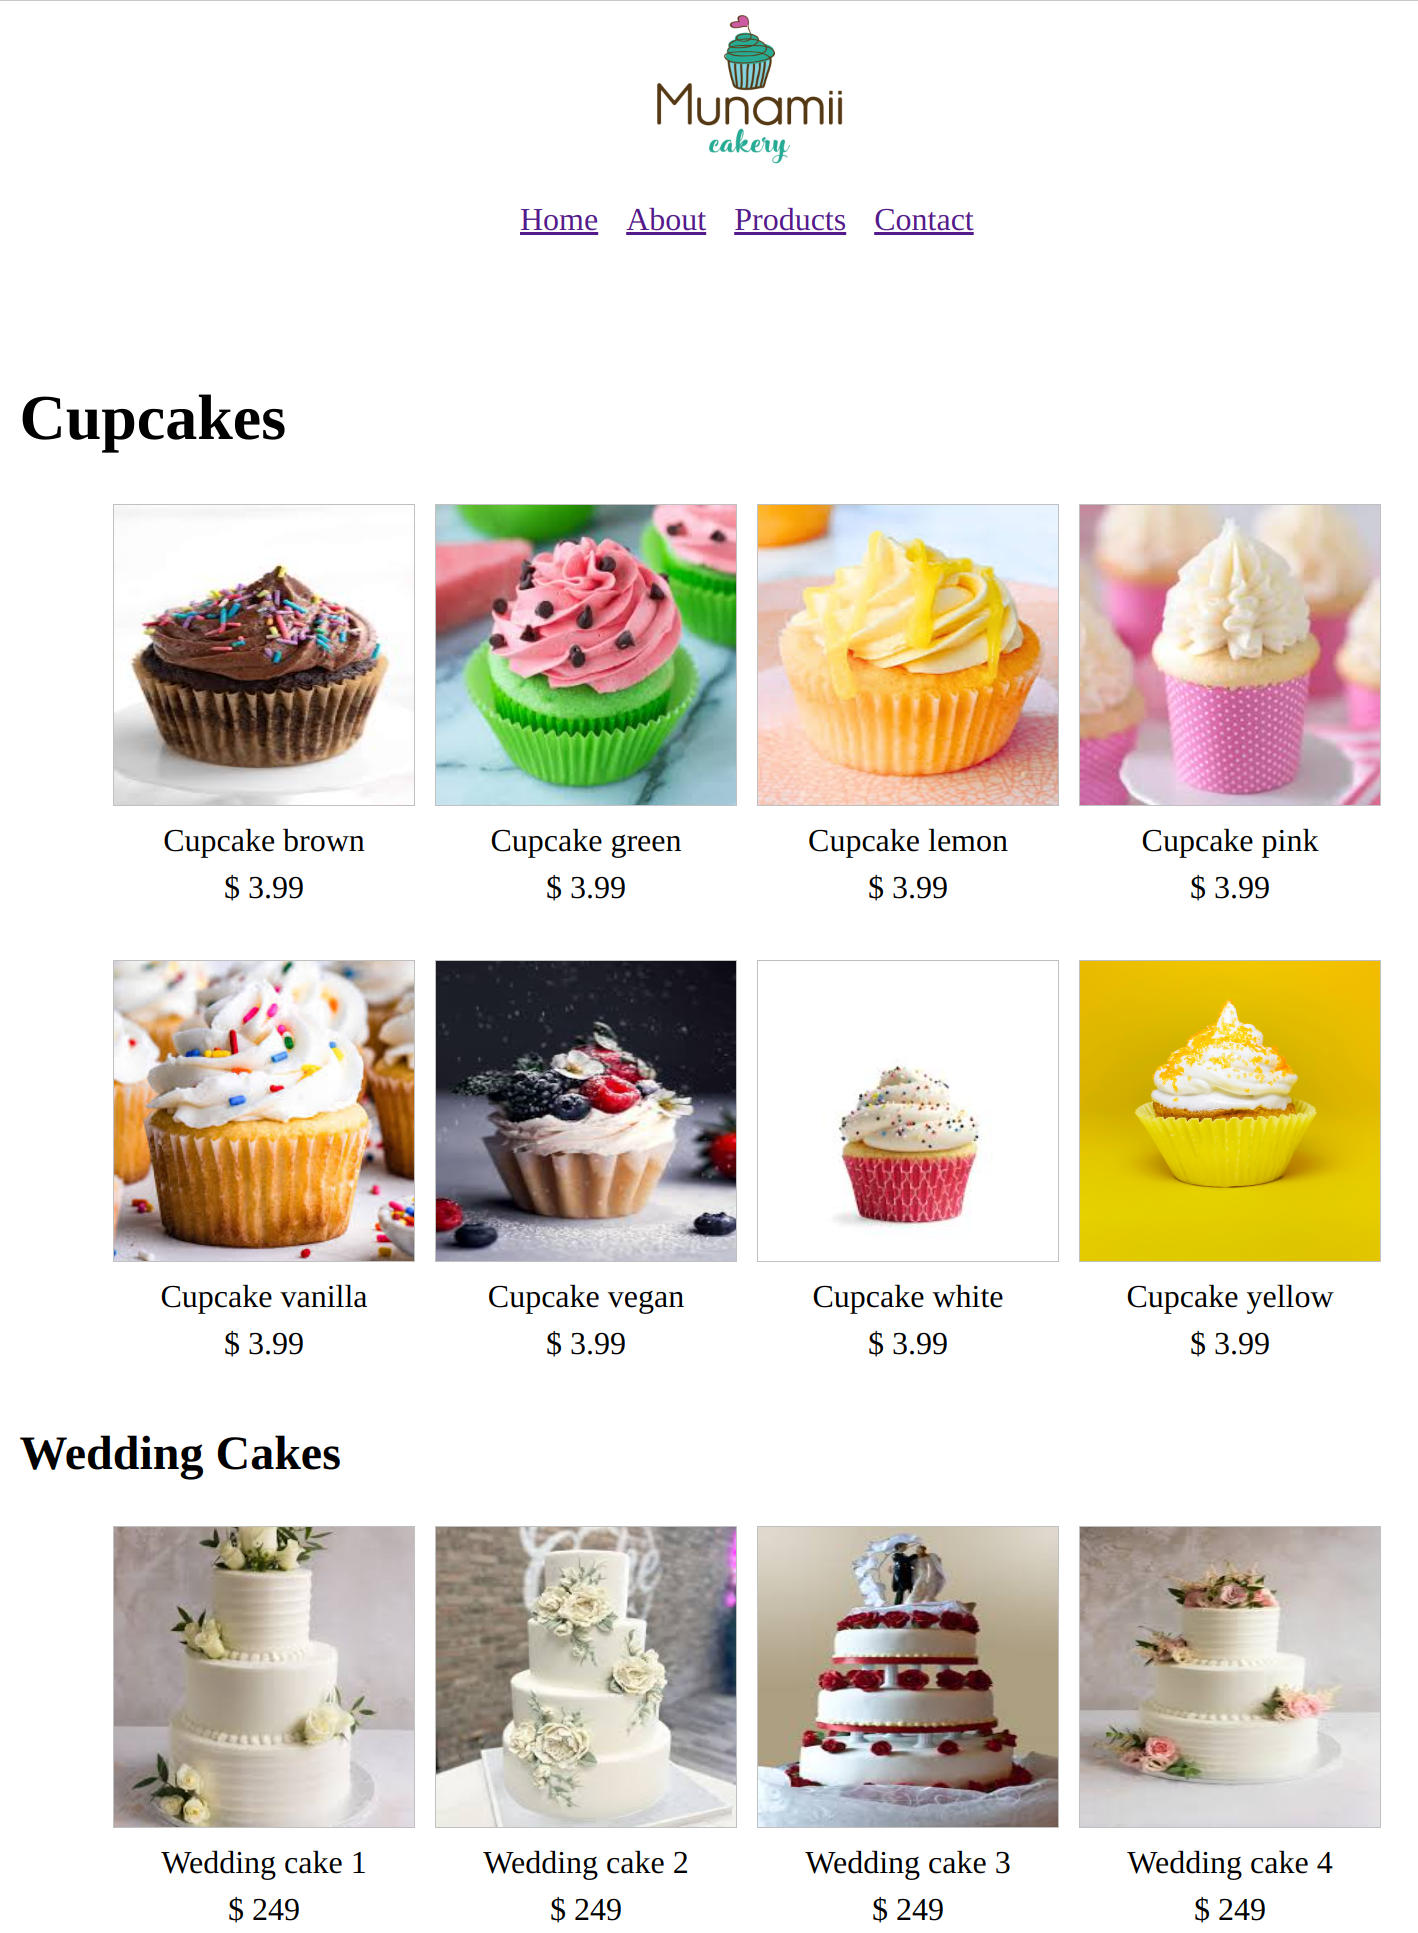 Munamii
cakery
Home About Products Contact
Cupcakes
Cupcake brown Cupcake green Cupcake lemon Cupcake pink
$ 3.99 $ 3.99 $ 3.99 $ 3.99
Cupcake vanilla Cupcake vegan Cupcake white Cupcake yellow
$ 3.99 $ 3.99 $ 3.99 $ 3.99
Wedding Cakes
Wedding cake 1 Wedding cake 2 Wedding cake 3 Wedding cake 4
$ 249 $ 249 $ 249 $ 249